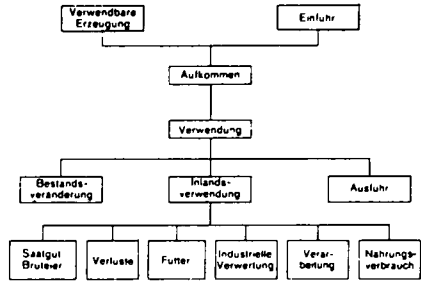 Verwendbare
Erzeugung
Einfuhr
Aufkommen
Verwendung
Bestands-
veränderung
Inlands-
verwendung
Ausfuhr
Saatgut
Bruteier
Verluste
Futter
Industrielle
Verwertung
Verar-
beitung
Nahrungs-
verbrauch